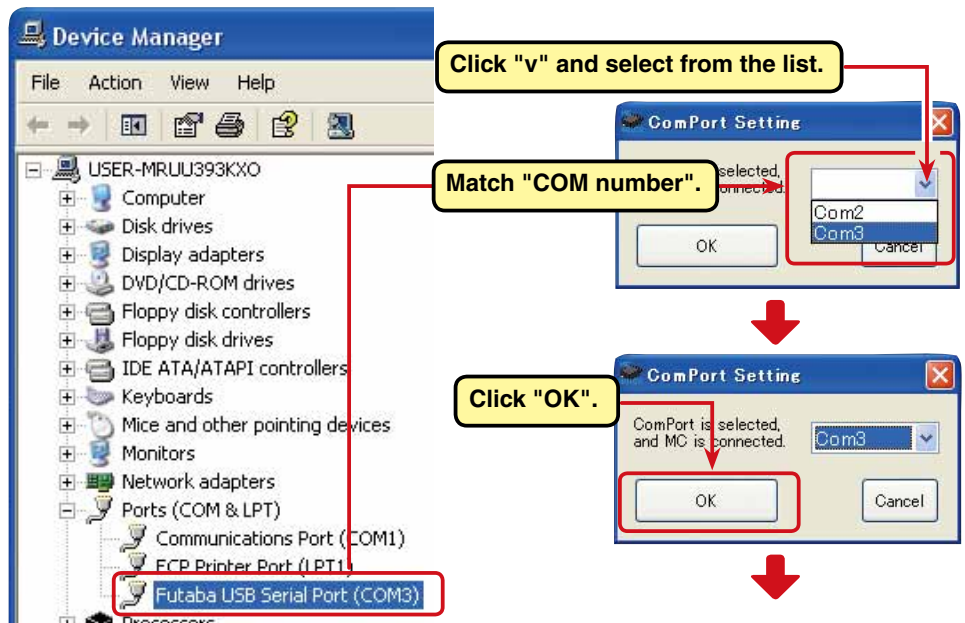 Device Manager
File Action View Help
USER-MRUU393KXO
Computer
Disk drives
Display adapters
DVD/CD-ROM drives
Floppy disk controllers
Floppy disk drives
IDE ATA/ATAPI controllers
Keyboards
Mice and other pointing devices
Monitors
Network adapters
Ports (COM & LPT)
Communications Port (COM1)
ECP Printer Port (LPT1)
Futaba USB Serial Port (COM3)
Processors
Click "v" and select from the list.
ComPort Setting
Match "COM number".
selected,
connected.
Com2
Com3
OK
Cancel
ComPort Setting
Click "OK".
ComPort is selected,
and MC is connected.
Com3
OK
Cancel